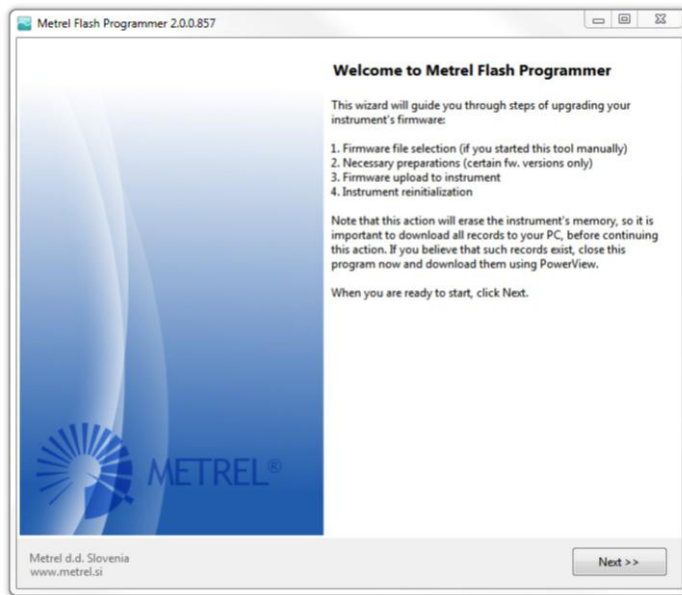 Metrel Flash Programmer 2.0.0.857
Welcome to Metrel Flash Programmer
This wizard will guide you through steps of upgrading your
instrument's firmware:
1. Firmware file selection (if you started this tool manually)
2. Necessary preparations (certain fw. versions only)
3. Firmware upload to instrument
4. Instrument reinitialization
Note that this action will erase the instrument's memory, so it is
important to download all records to your PC, before continuing
this action. If you believe that such records exist, close this
program now and download them using PowerView.
When you are ready to start, click Next.
METREL®
Metrel d.d. Slovenia
www.metrel.si
Next >>